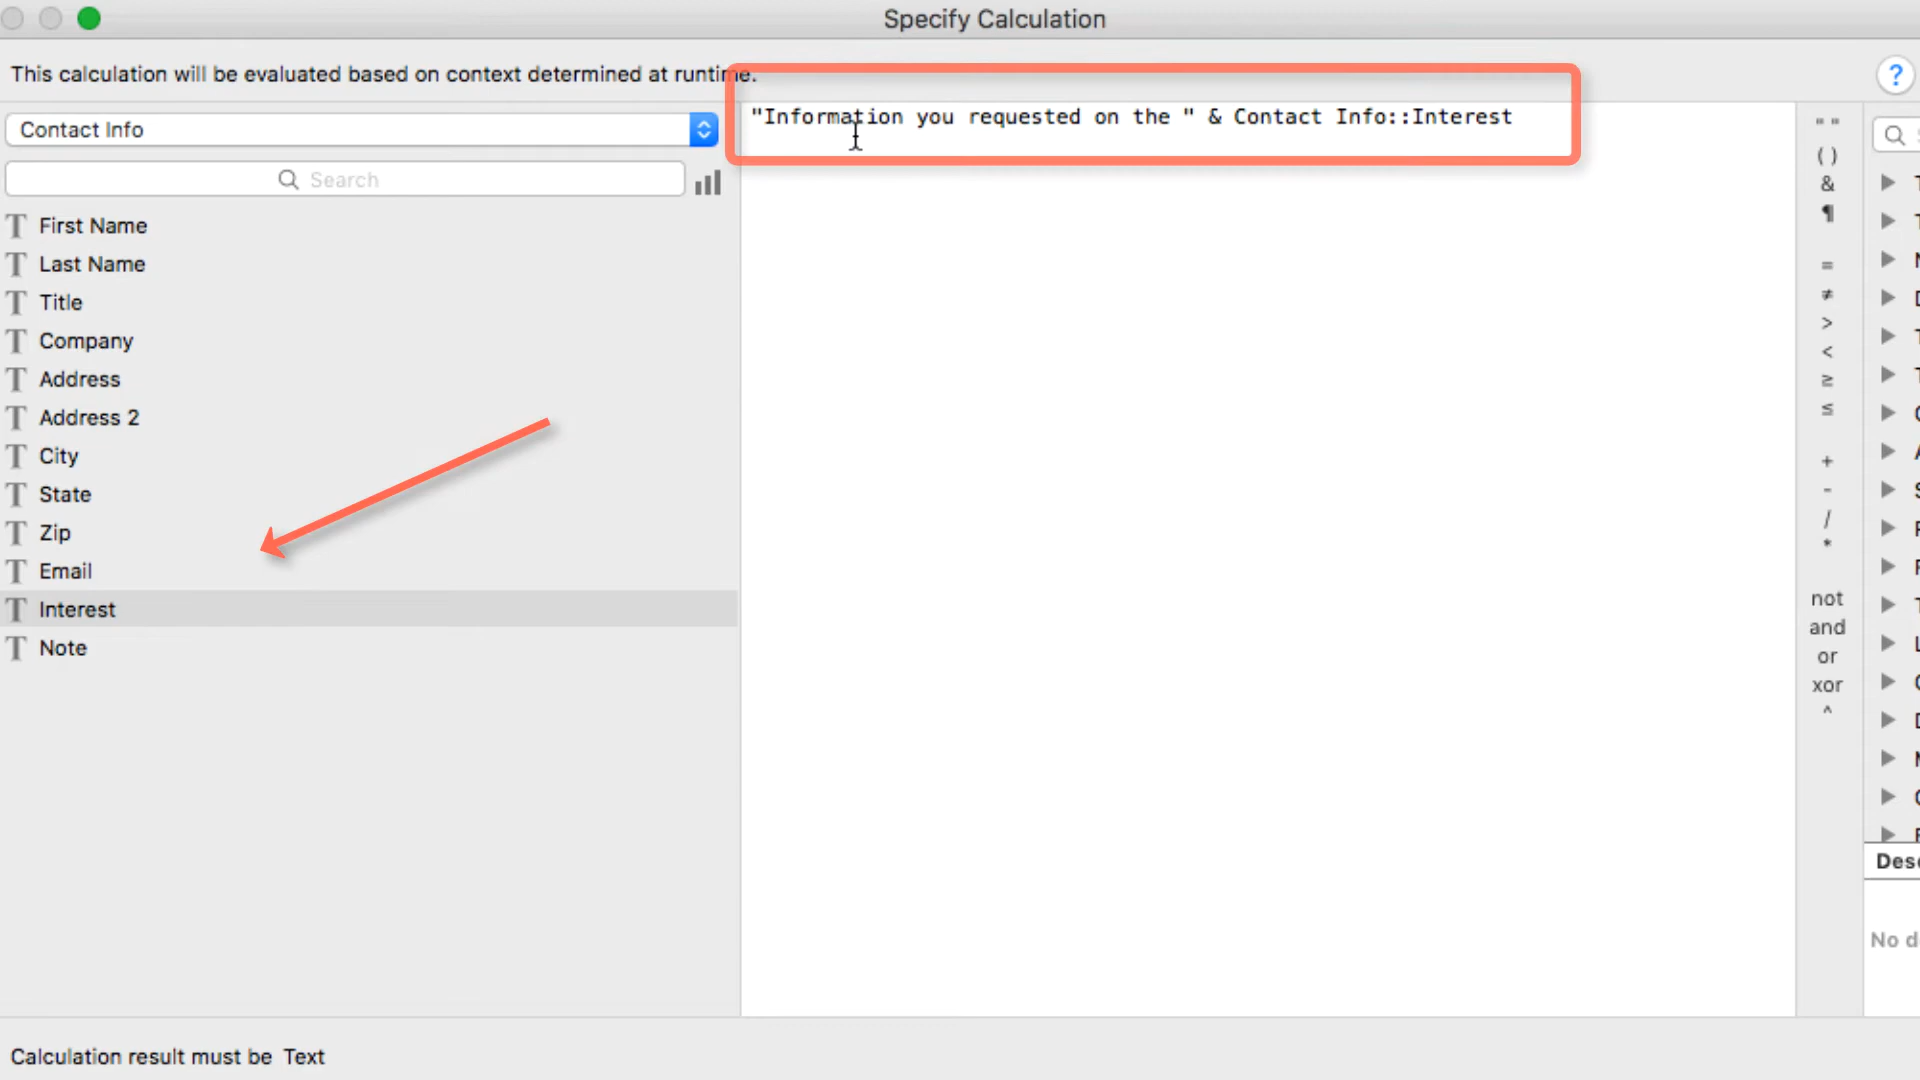 Specify Calculation
This calculation will be evaluated based on context determined at runtime.
?
Contact Info
Search
First Name
Last Name
Title
Company
Address
Address 2
City
State
Zip
Email
Interest
Note
"Information you requested on the " & Contact Info::Interest
" "
( )
&
¶
=
≠
>
<
≥
≤
+
-
/
*
not
and
or
xor
^
No
Calculation result must be Text